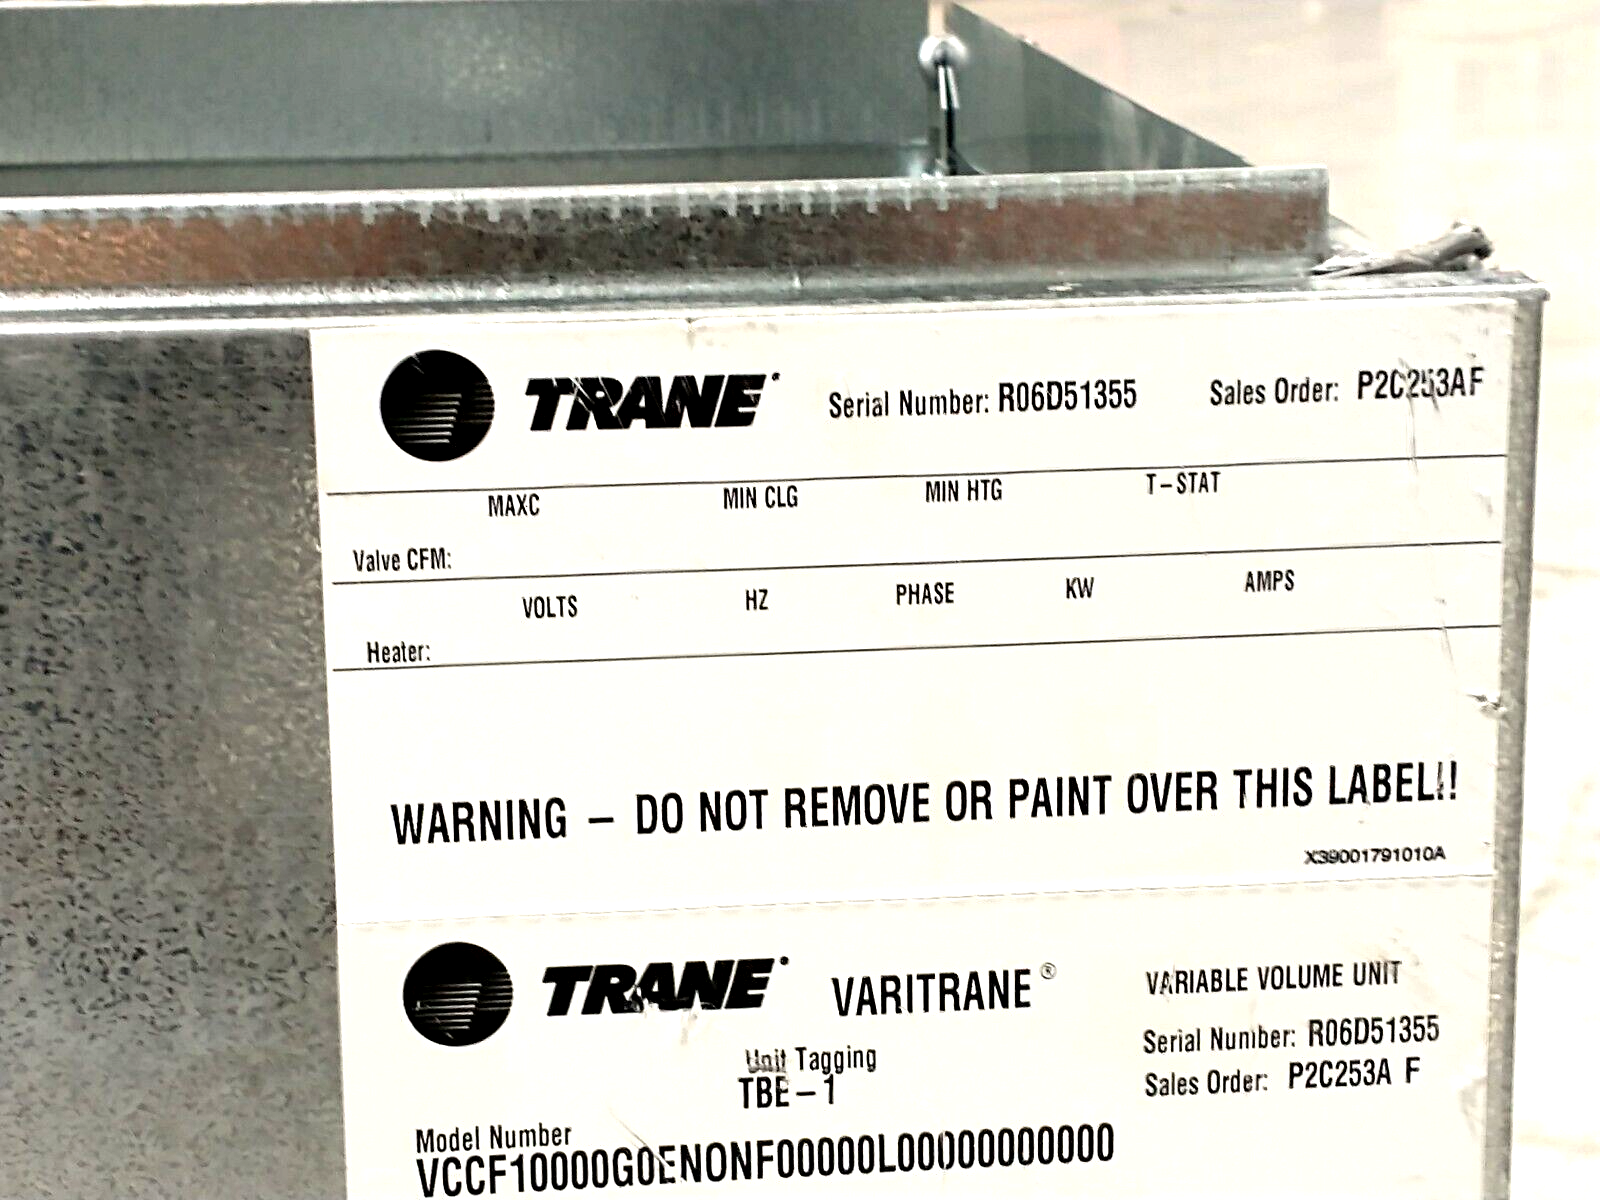 TRANE Serial Number: R06D51355 Sales Order: P2C253AF
MAXC MIN CLG MIN HTG T-STAT
Valve CFM:
VOLTS HZ PHASE KW AMPS
Heater:
WARNING – DO NOT REMOVE OR PAINT OVER THIS LABEL!!
X39001791010A
TRANE VARITRANE® VARIABLE VOLUME UNIT
Serial Number: R06D51355
Unit Tagging
Sales Order: P2C253A F
TBE-1
Model Number
VCCF10000G0EN0NF00000L00000000000